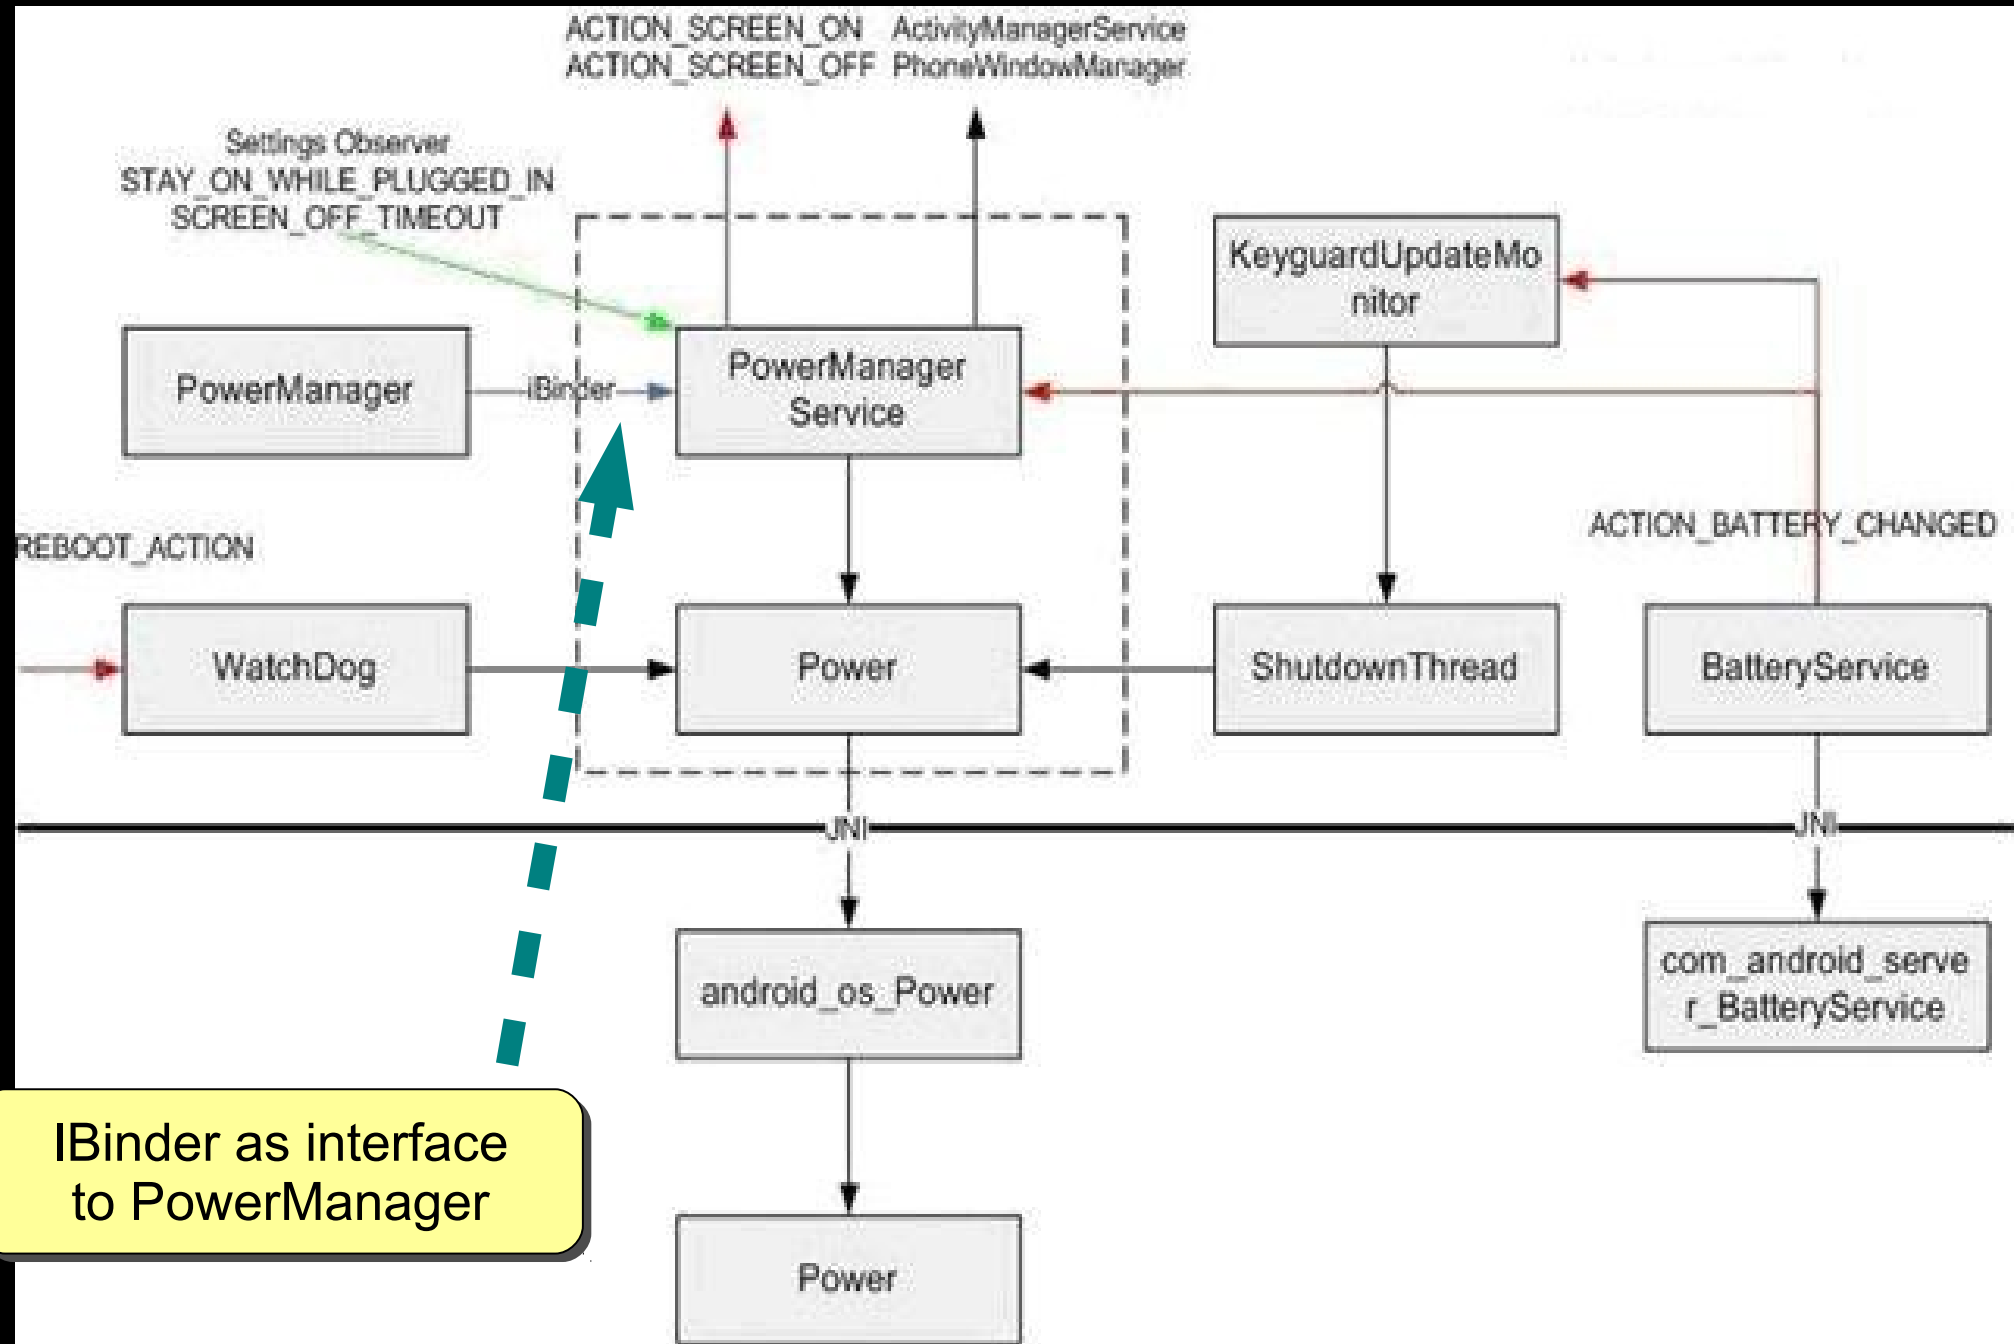 ACTION_SCREEN_ON ActivityManagerService
ACTION_SCREEN_OFF PhoneWindowManager
Settings Observer
STAY_ON_WHILE_PLUGGED_IN
SCREEN_OFF_TIMEOUT
KeyguardUpdateMo
nitor
PowerManager
iBinder
PowerManager
Service
ACTION_BATTERY_CHANGED
REBOOT_ACTION
WatchDog
Power
ShutdownThread
BatteryService
JNI
JNI
android_os_Power
com_android_serve
r_BatteryService
IBinder as interface
to PowerManager
Power